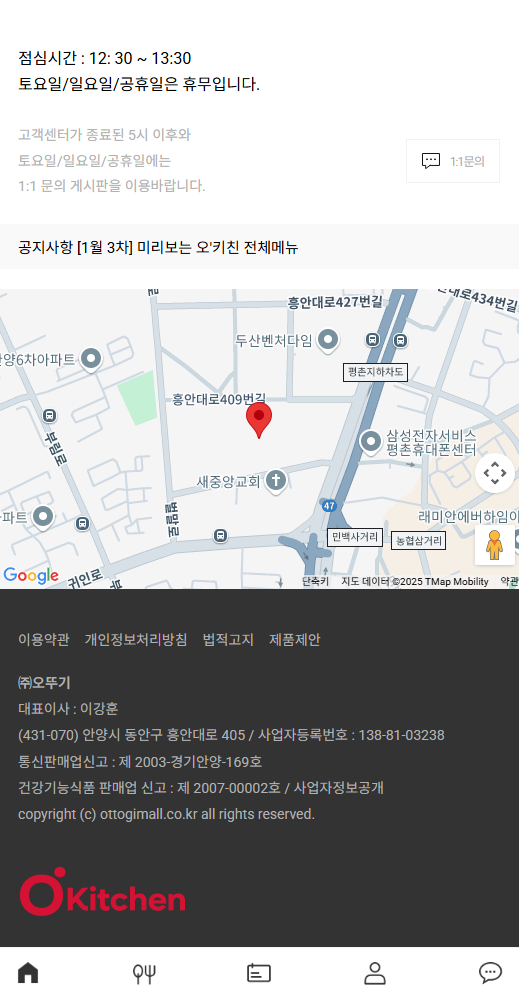 점심시간 : 12: 30 ~ 13:30
토요일/일요일/공휴일은 휴무입니다.
고객센터가 종료된 5시 이후와
토요일/일요일/공휴일에는
1:1 문의 게시판을 이용바랍니다.
1:1문의
공지사항 [1월 3차] 미리보는 오'키친 전체메뉴
흥안대로427번길
안대로434번길
두산벤처다임
안양6차아파트
평촌지하차도
흥안대로409번길
삼성전자서비스
평촌휴대폰센터
부림로
새중앙교회
벌말로
47
파트
래미안에버하임아
민백사거리
농협삼거리
귀인로
Google
단축키
지도 데이터 ©2025 TMap Mobility
약관
이용약관 개인정보처리방침 법적고지 제품제안
㈜오뚜기
대표이사 : 이강훈
(431-070) 안양시 동안구 흥안대로 405 / 사업자등록번호 : 138-81-03238
통신판매업신고 : 제 2003-경기안양-169호
건강기능식품 판매업 신고 : 제 2007-00002호 / 사업자정보공개
copyright (c) ottogimall.co.kr all rights reserved.
O'Kitchen